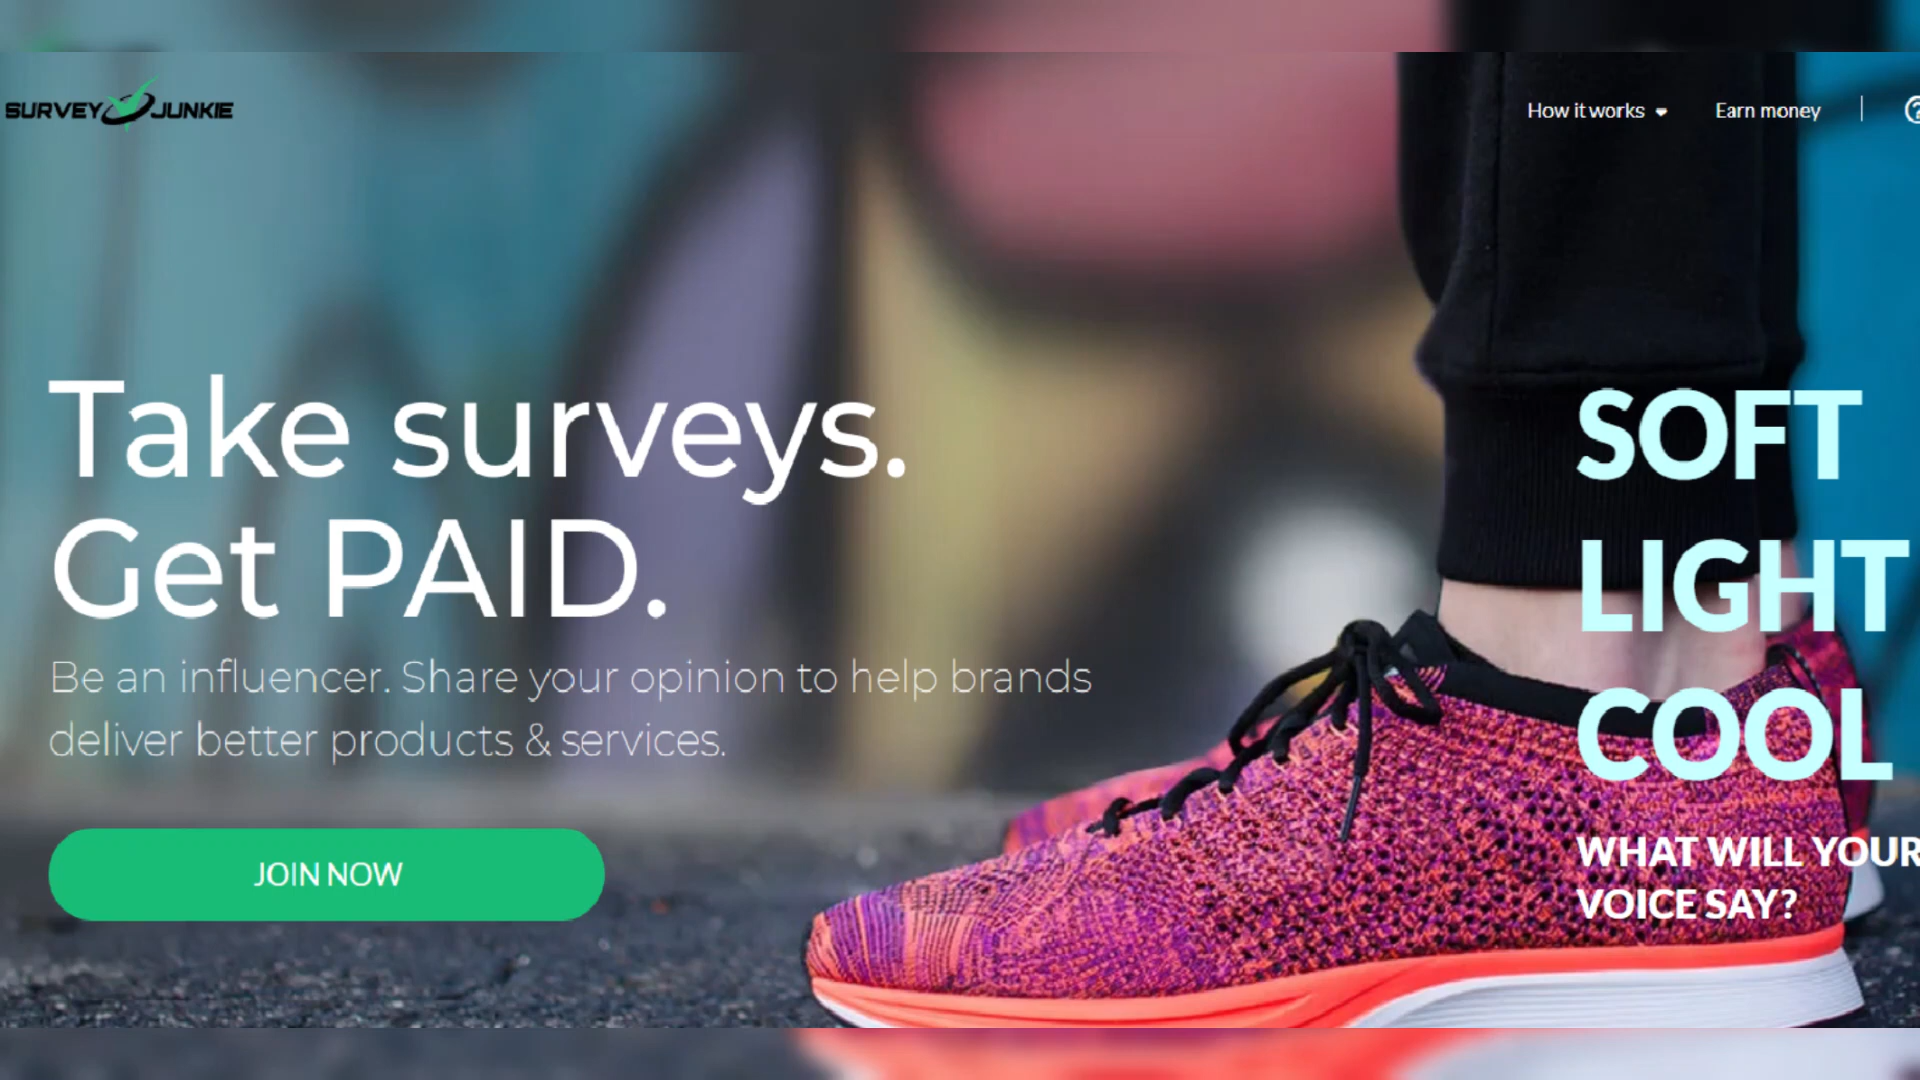 SURVEY JUNKIE
How it works
Earn money
Take surveys.
Get PAID.
Be an influencer. Share your opinion to help brands
deliver better products & services.
JOIN NOW
SOFT
LIGHT
COOL
WHAT WILL YOUR
VOICE SAY?